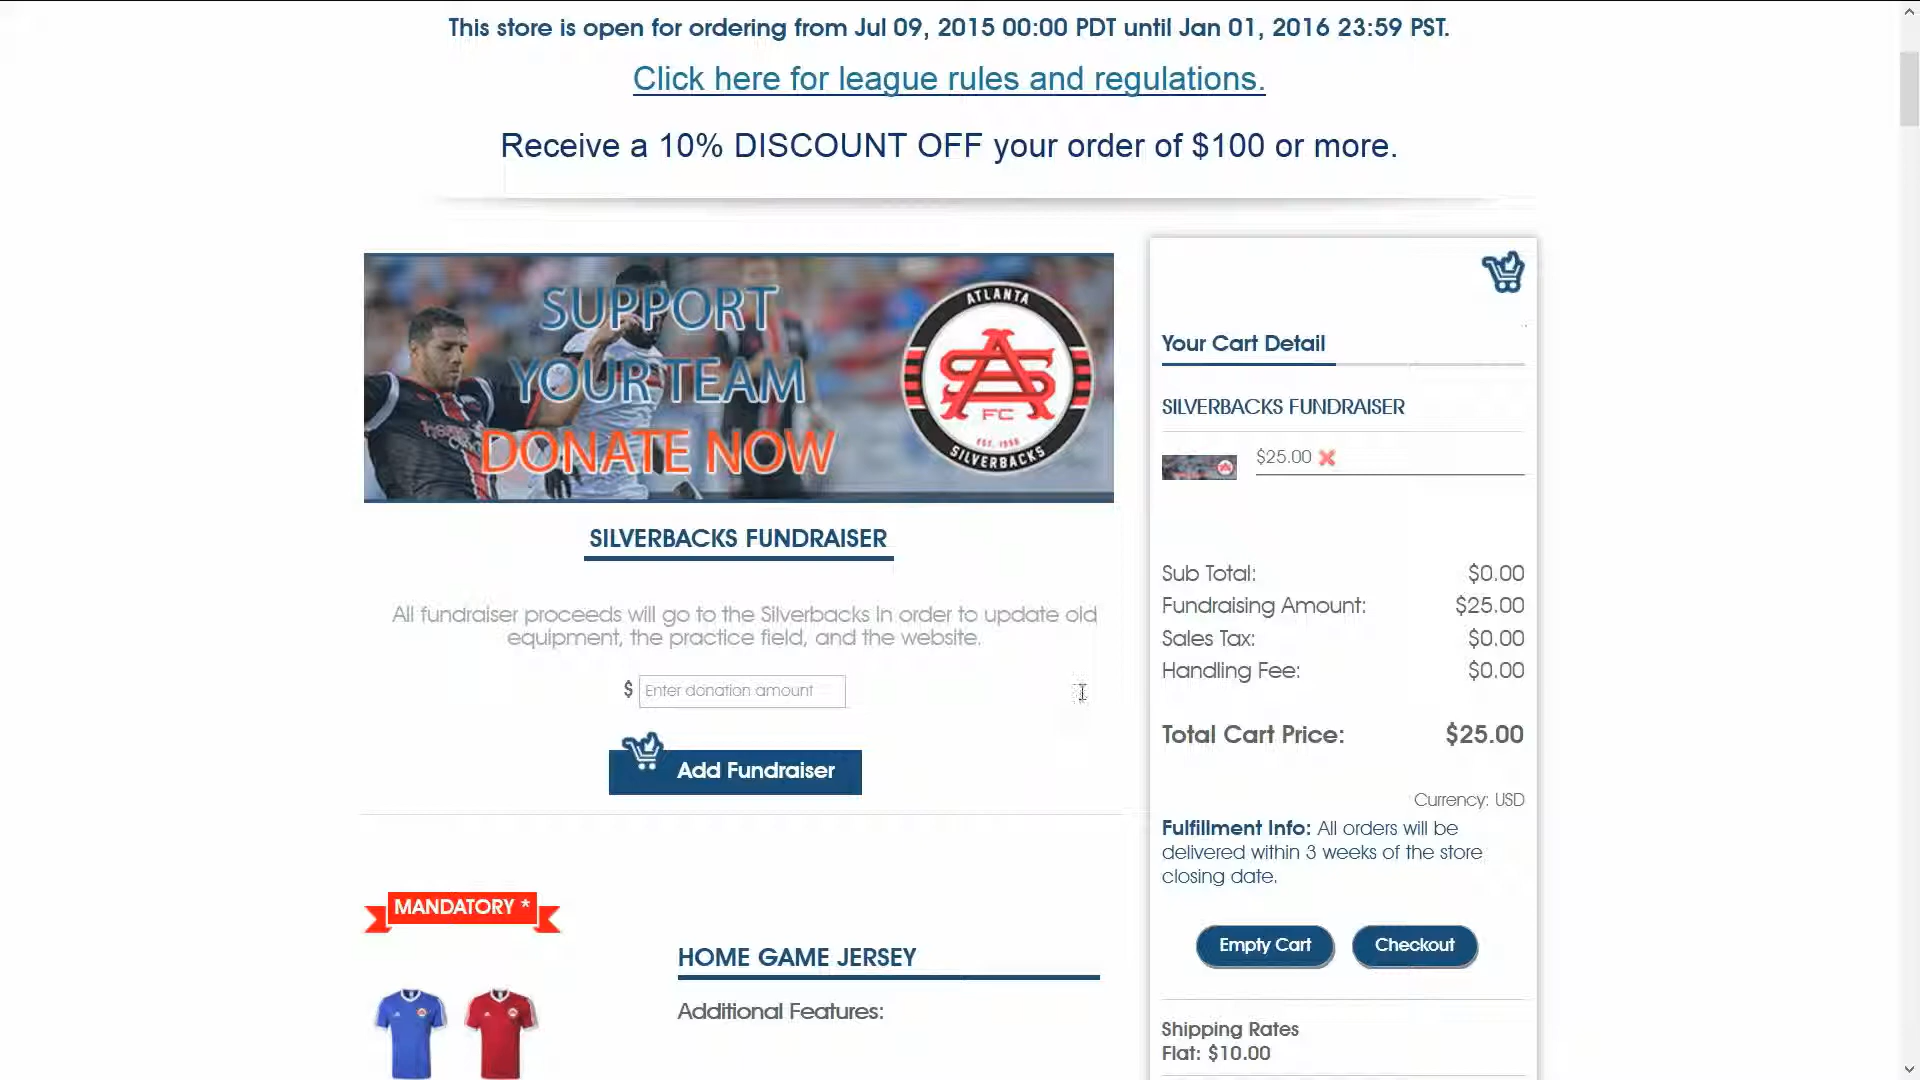 This store is open for ordering from Jul 09, 2015 00:00 PDT until Jan 01, 2016 23:59 PST.
Click here for league rules and regulations.
Receive a 10% DISCOUNT OFF your order of $100 or more.
SUPPORT
YOUR TEAM
DONATE NOW
ATLANTA
FC
EST. 1998
SILVERBACKS
SILVERBACKS FUNDRAISER
All fundraiser proceeds will go to the Silverbacks in order to update old
equipment, the practice field, and the website.
$ Enter donation amount
Add Fundraiser
MANDATORY *
HOME GAME JERSEY
Additional Features:
Your Cart Detail
SILVERBACKS FUNDRAISER
$25.00
Sub Total: $0.00
Fundraising Amount: $25.00
Sales Tax: $0.00
Handling Fee: $0.00
Total Cart Price: $25.00
Currency: USD
Fulfillment Info: All orders will be
delivered within 3 weeks of the store
closing date.
Empty Cart
Checkout
Shipping Rates
Flat: $10.00